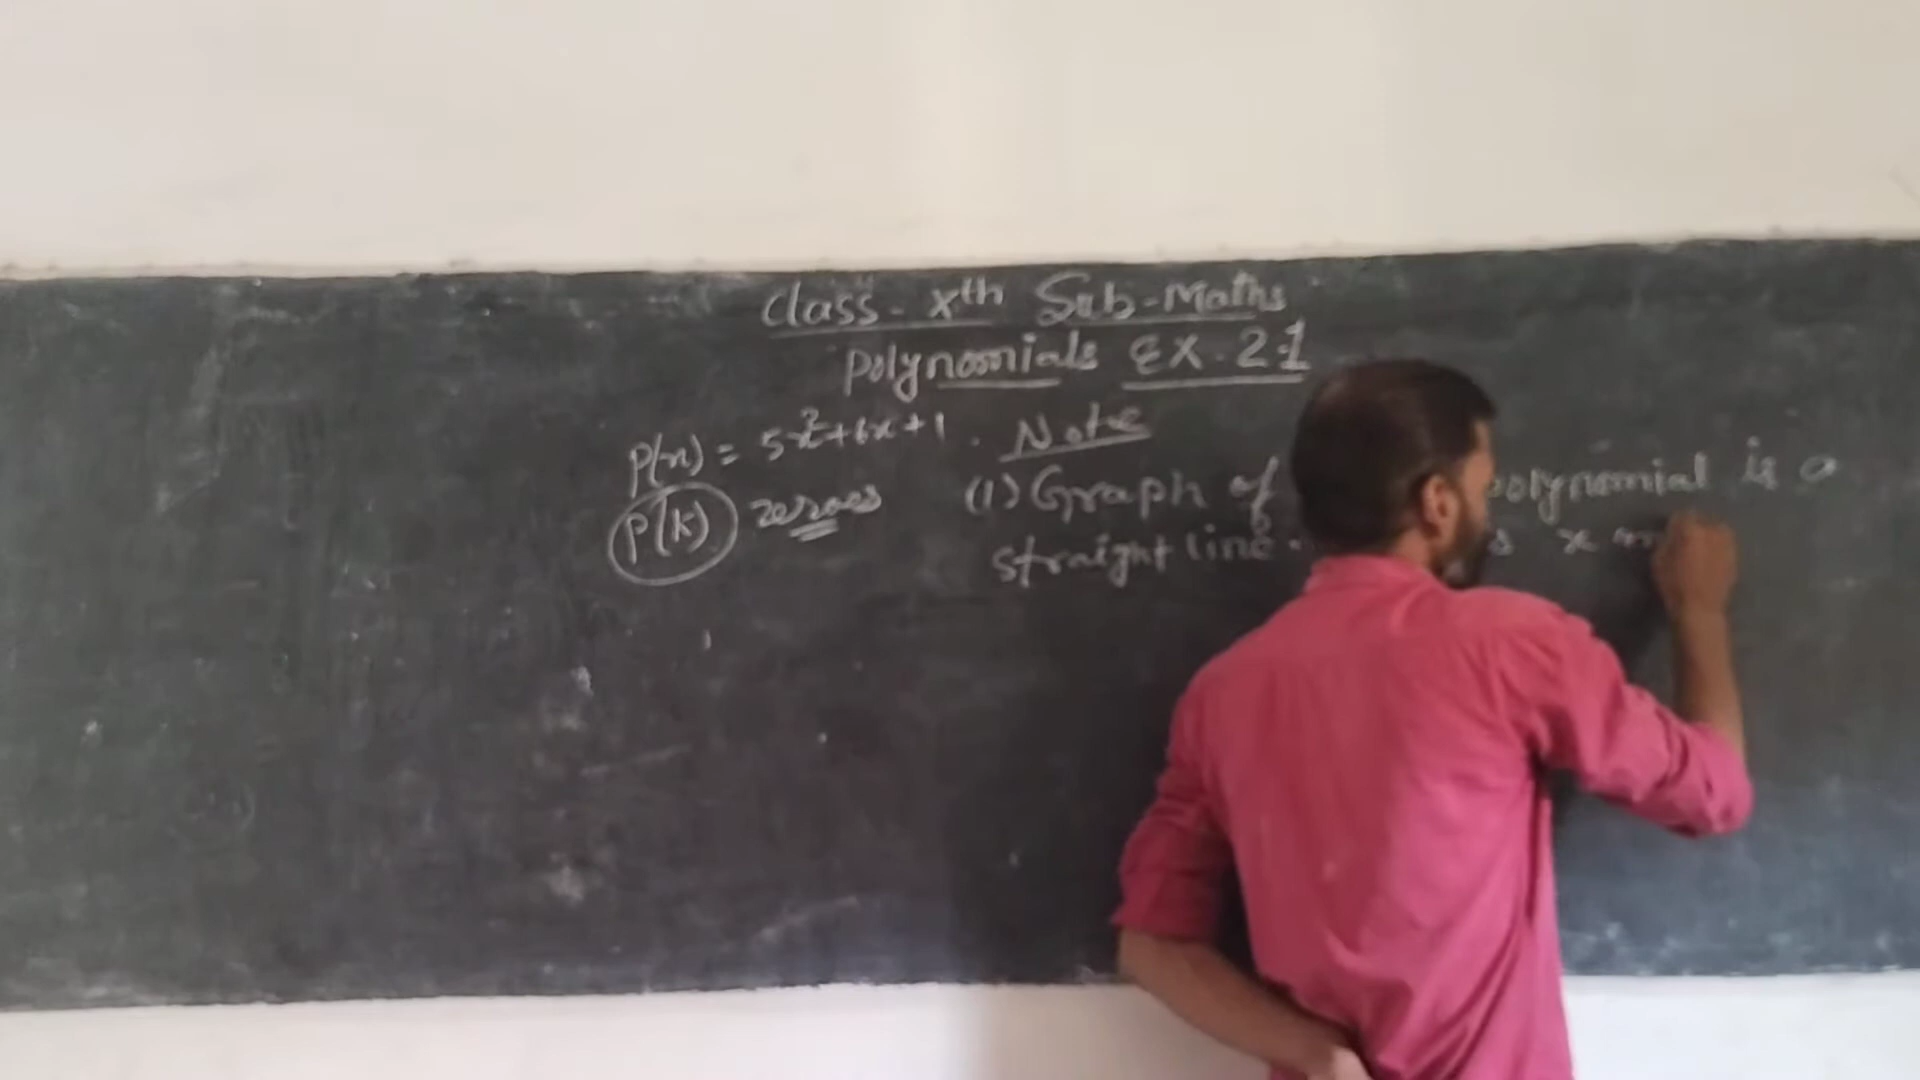 Class - Xth Sub-Maths
Polynomials EX - 2.1
P(x) = 5x²+6x+1 .
P(k) zeroes
Note
(1) Graph of polynomial is a
straight line . x